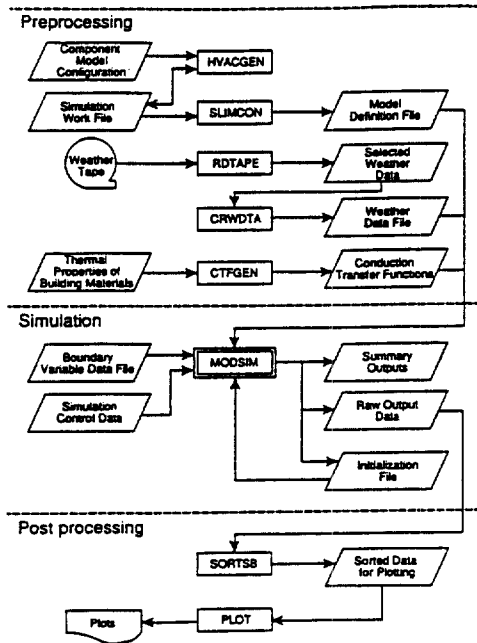 Preprocessing
Component
Model
Configuration
HVACGEN
Simulation
Work File
SLIMCON
Model
Definition File
Weather
Tape
RDTAPE
Selected
Weather
Data
CRWDTA
Weather
Data File
Thermal
Properties of
Building Materials
CTFGEN
Conduction
Transfer Functions
Simulation
Boundary
Variable Data File
MODSIM
Summary
Outputs
Simulation
Control Data
Raw Output
Data
Initialization
File
Post processing
SORTSB
Sorted Data
for Plotting
Plots
PLOT